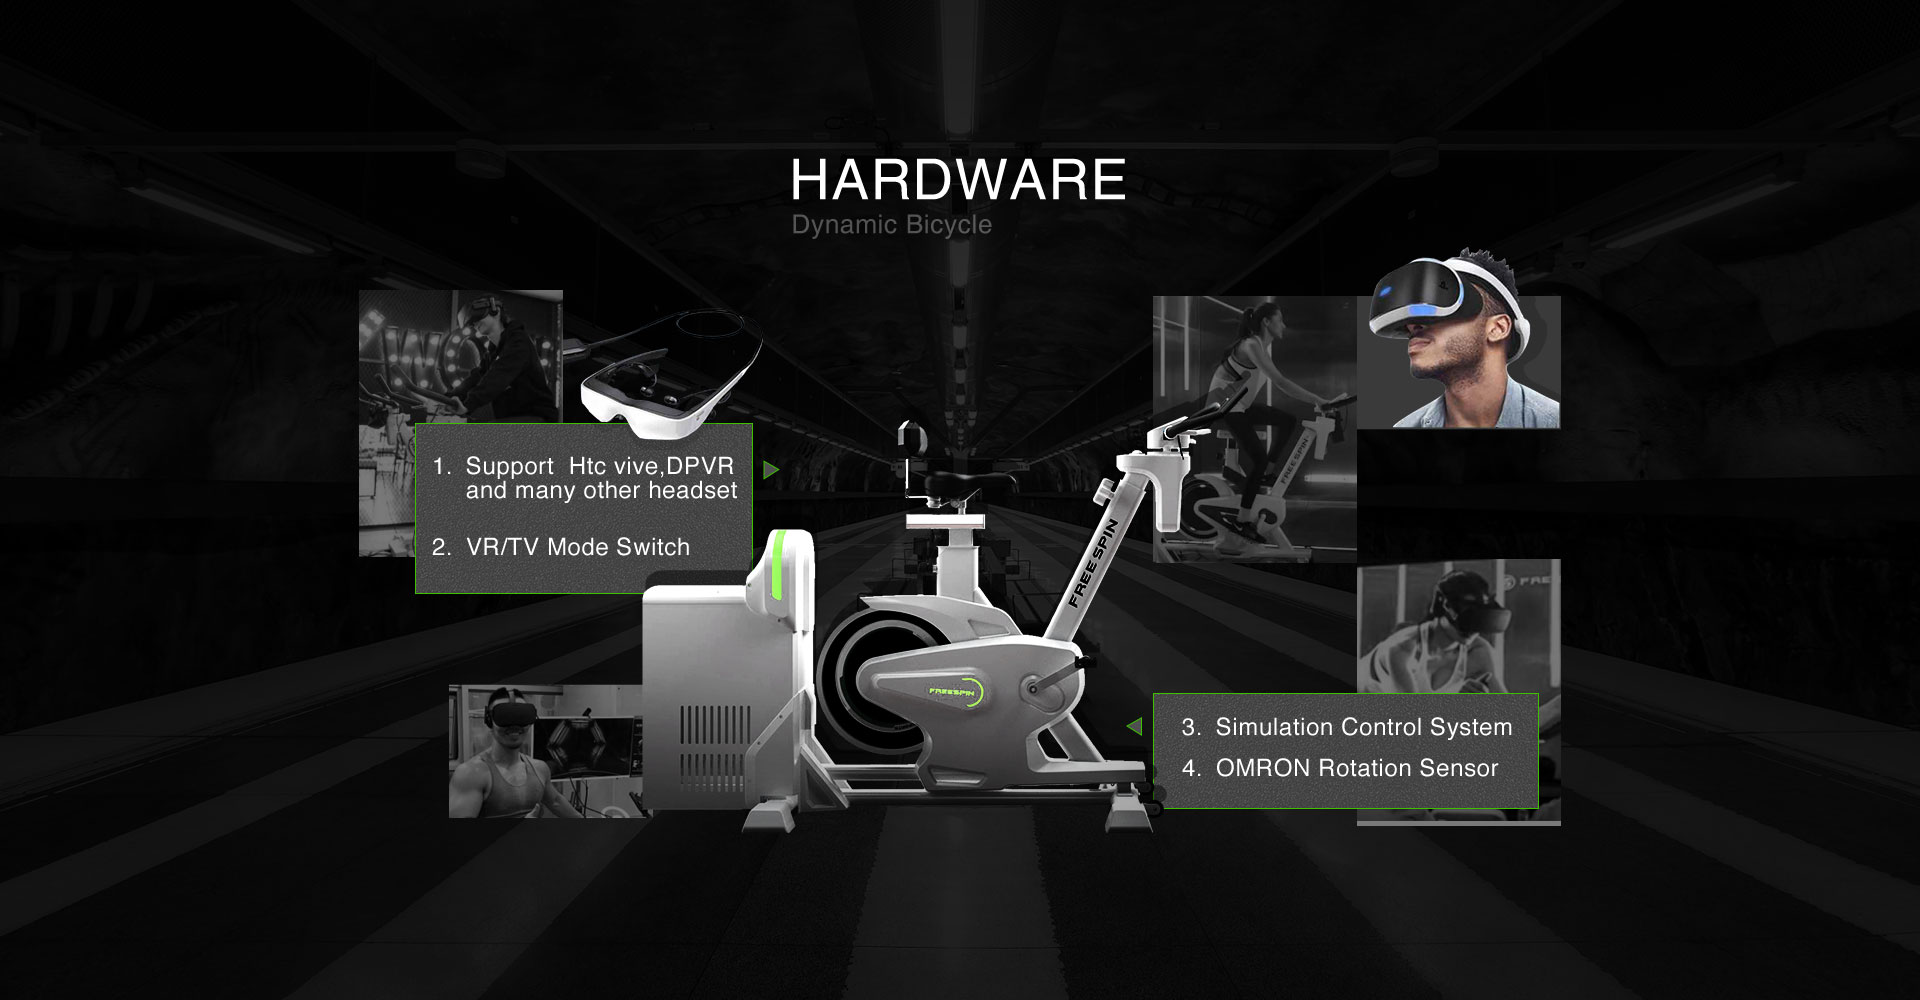 HARDWARE
Dynamic Bicycle
1. Support Htc vive,DPVR
and many other headset
2. VR/TV Mode Switch
FREESPIN
FREE SPIN
FREESPIN
3. Simulation Control System
4. OMRON Rotation Sensor